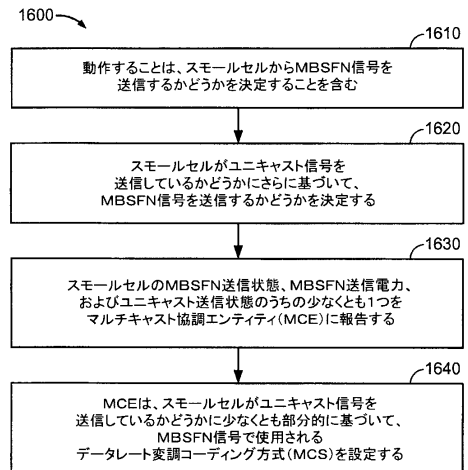 1600
1610
動作することは、スモールセルからMBSFN信号を
送信するかどうかを決定することを含む
1620
スモールセルがユニキャスト信号を
送信しているかどうかにさらに基づいて、
MBSFN信号を送信するかどうかを決定する
1630
スモールセルのMBSFN送信状態、MBSFN送信電力、
およびユニキャスト送信状態のうちの少なくとも1つを
マルチキャスト協調エンティティ(MCE)に報告する
1640
MCEは、スモールセルがユニキャスト信号を
送信しているかどうかに少なくとも部分的に基づいて、
MBSFN信号で使用される
データレート変調コーディング方式(MCS)を設定する